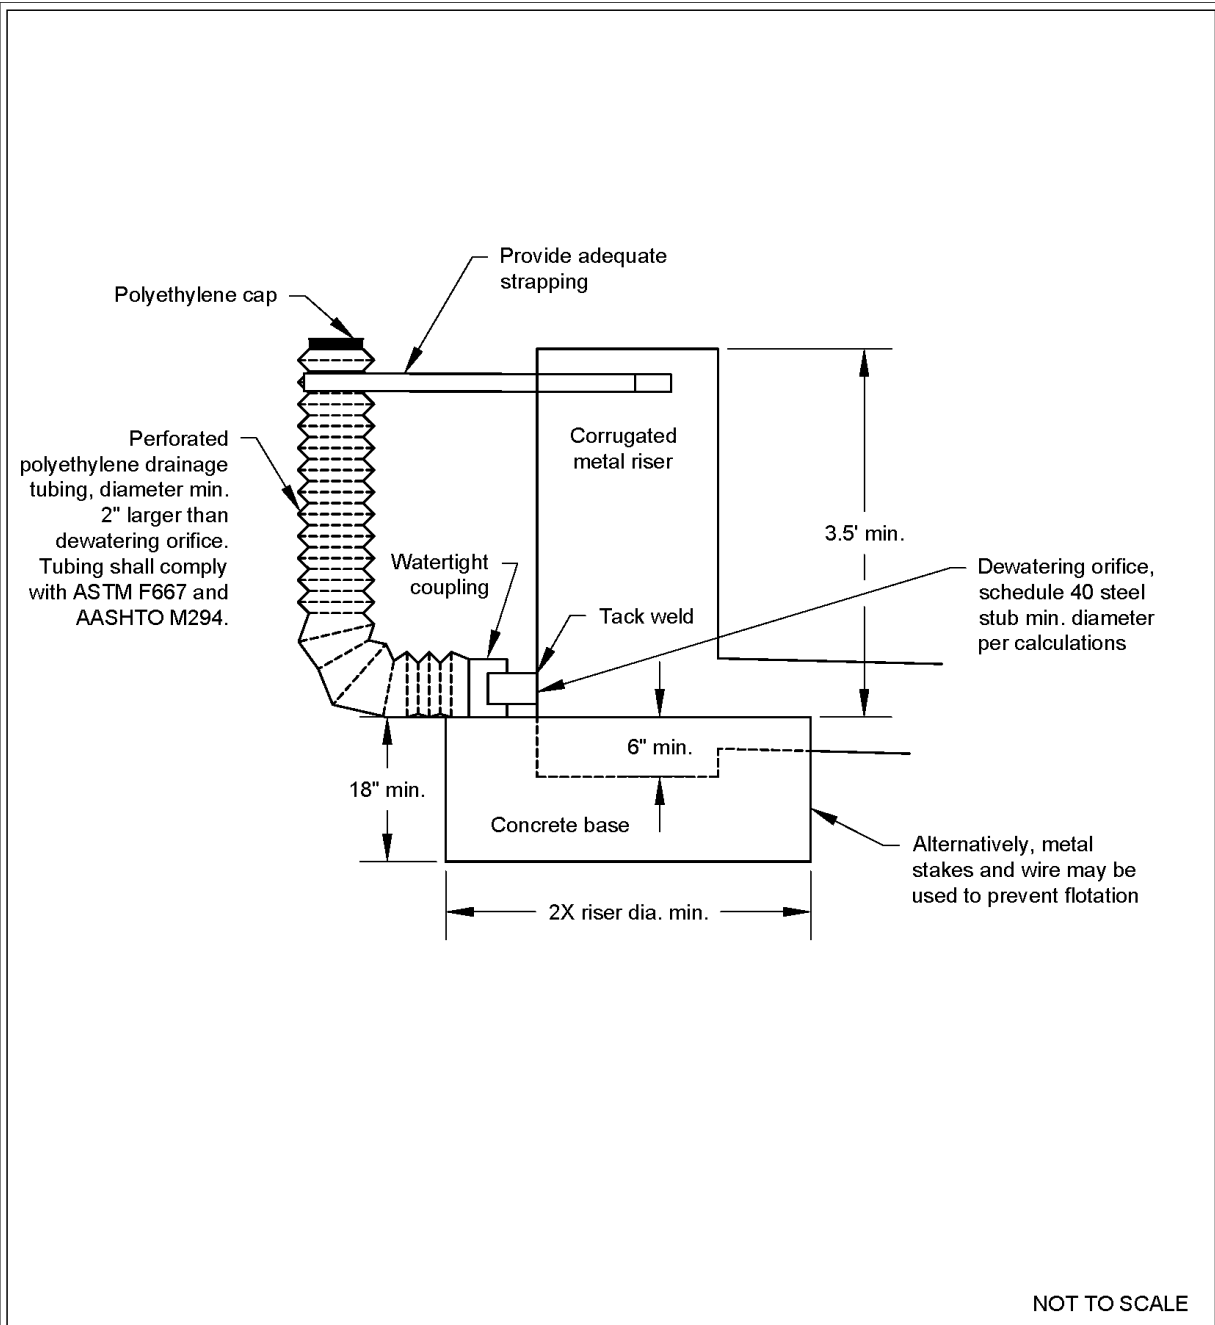 Provide adequate
strapping
Polyethylene cap
Perforated
polyethylene drainage
tubing, diameter min.
2" larger than
dewatering orifice.
Tubing shall comply
with ASTM F667 and
AASHTO M294.
Corrugated
metal riser
3.5' min.
Watertight
coupling
Tack weld
Dewatering orifice,
schedule 40 steel
stub min. diameter
per calculations
6" min.
18" min.
Concrete base
Alternatively, metal
stakes and wire may be
used to prevent flotation
2X riser dia. min.
NOT TO SCALE